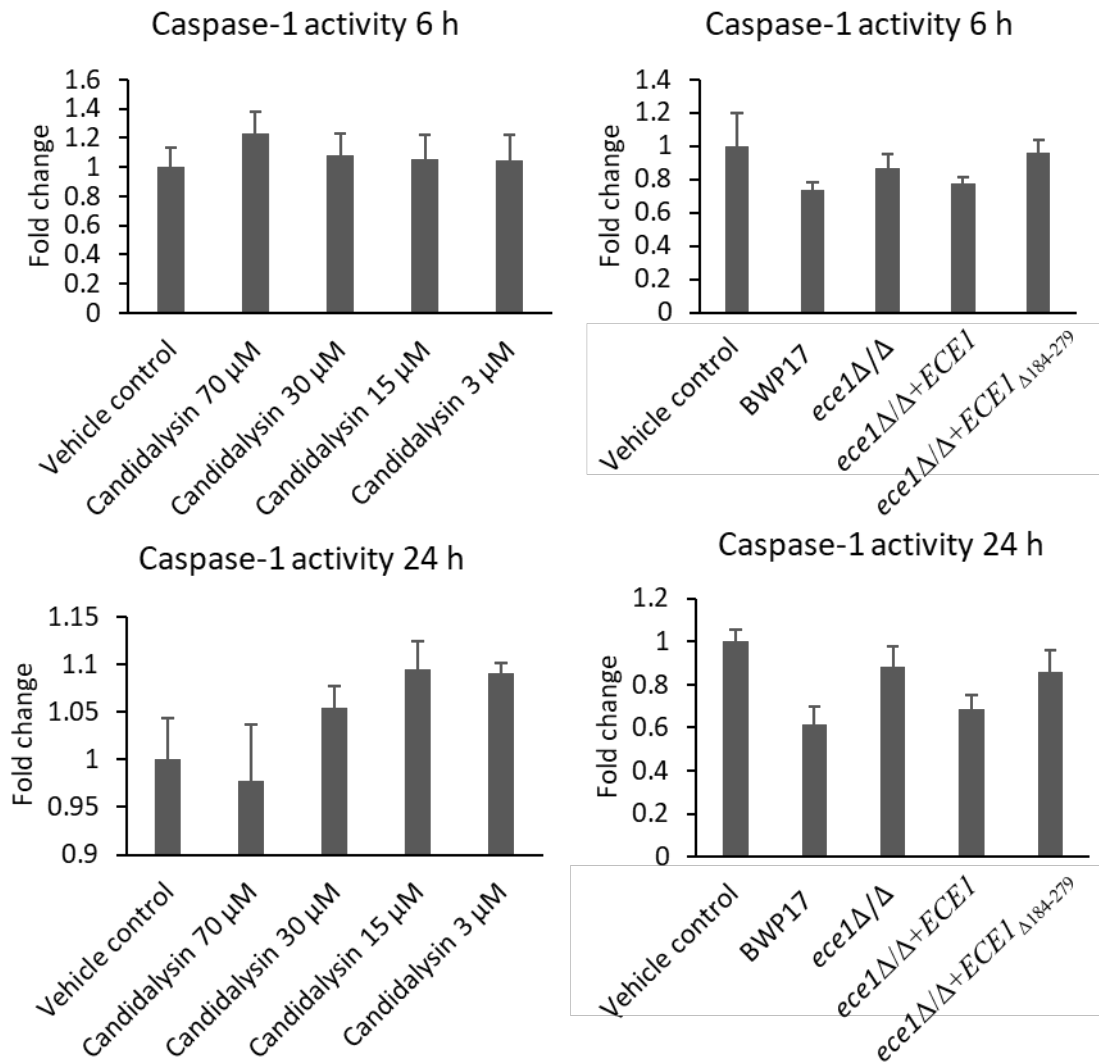 Caspase-1 activity 6 h
Fold change
1.6
1.4
1.2
1
0.8
0.6
0.4
0.2
0
Vehicle control
Candidalysin 70 µM
Candidalysin 30 µM
Candidalysin 15 µM
Candidalysin 3 µM
Caspase-1 activity 6 h
Fold change
1.4
1.2
1
0.8
0.6
0.4
0.2
0
Vehicle control
BWP17
ece1Δ/Δ
ece1Δ/Δ+ECE1
ece1Δ/Δ+ECE1Δ184-279
Caspase-1 activity 24 h
Fold change
1.15
1.1
1.05
1
0.95
0.9
Vehicle control
Candidalysin 70 µM
Candidalysin 30 µM
Candidalysin 15 µM
Candidalysin 3 µM
Caspase-1 activity 24 h
Fold change
1.2
1
0.8
0.6
0.4
0.2
0
Vehicle control
BWP17
ece1Δ/Δ
ece1Δ/Δ+ECE1
ece1Δ/Δ+ECE1Δ184-279